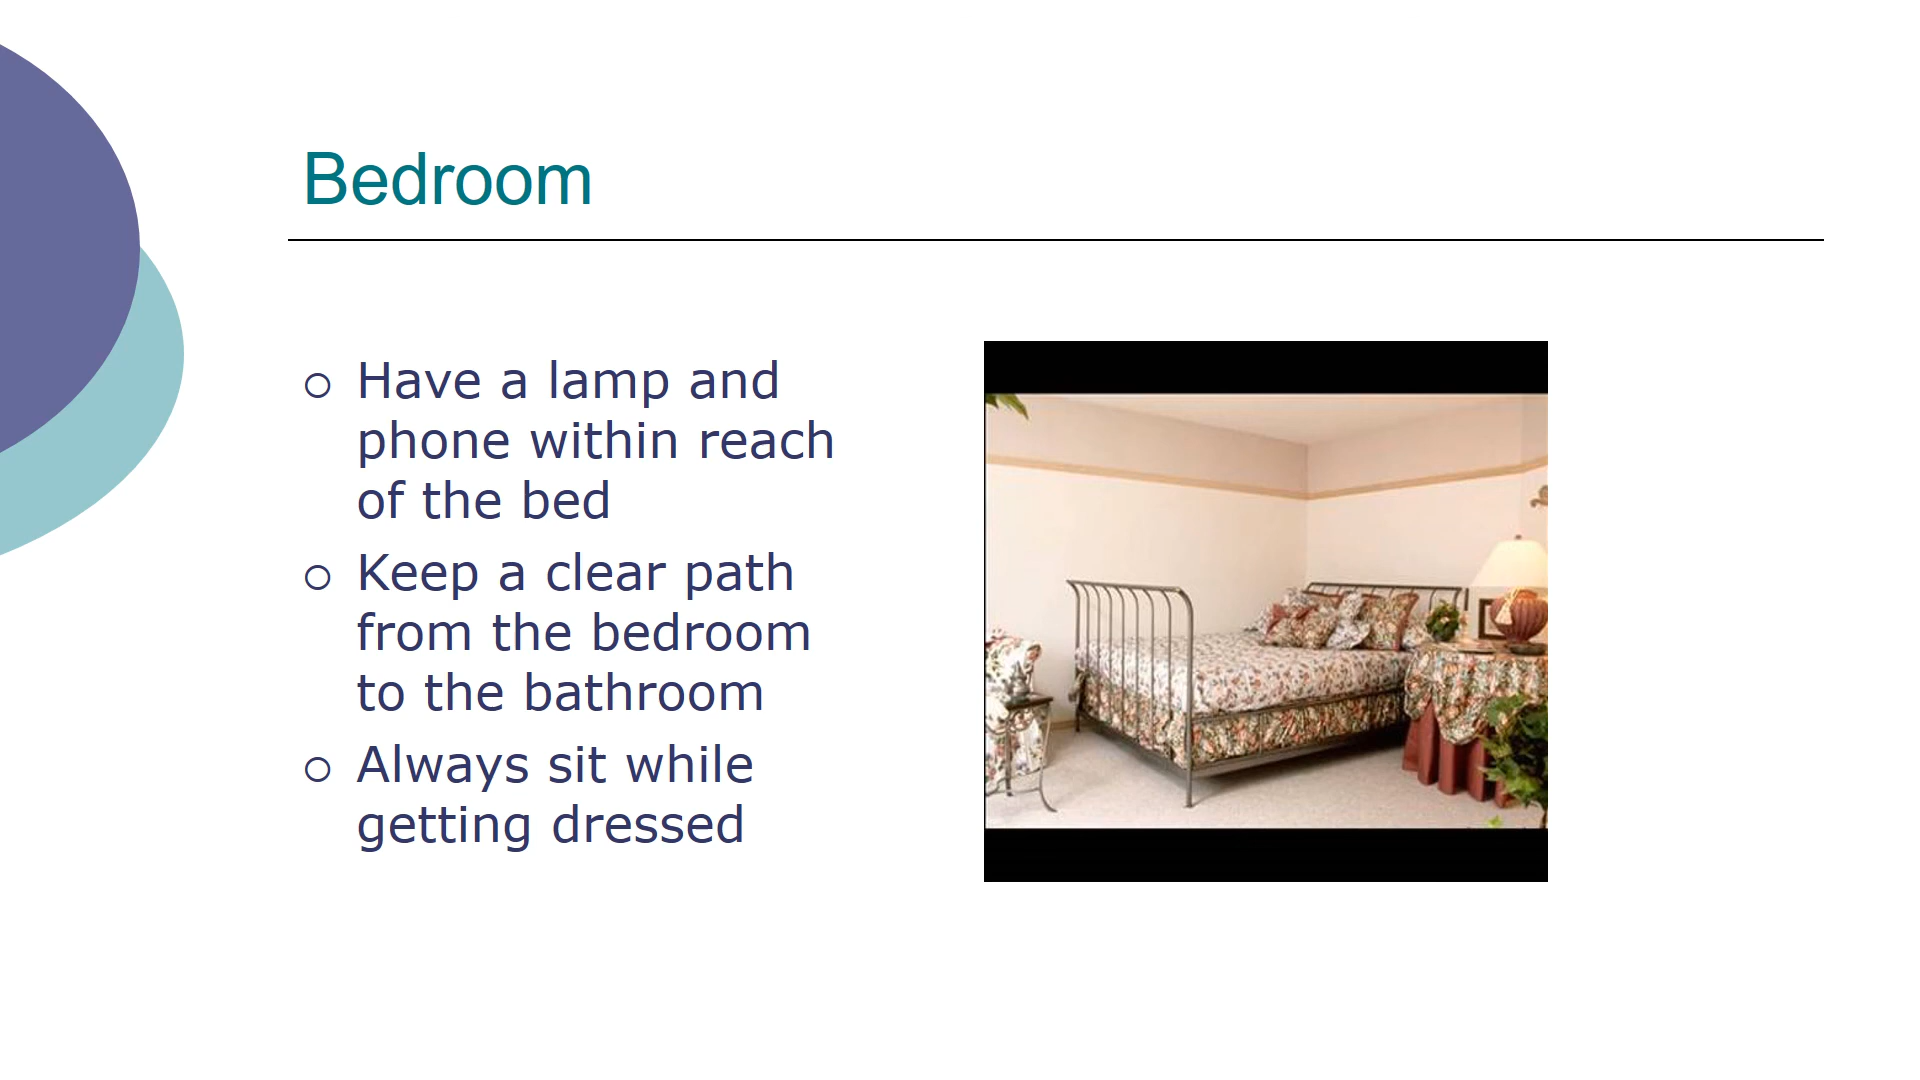 Bedroom
Have a lamp and
phone within reach
of the bed
Keep a clear path
from the bedroom
to the bathroom
Always sit while
getting dressed